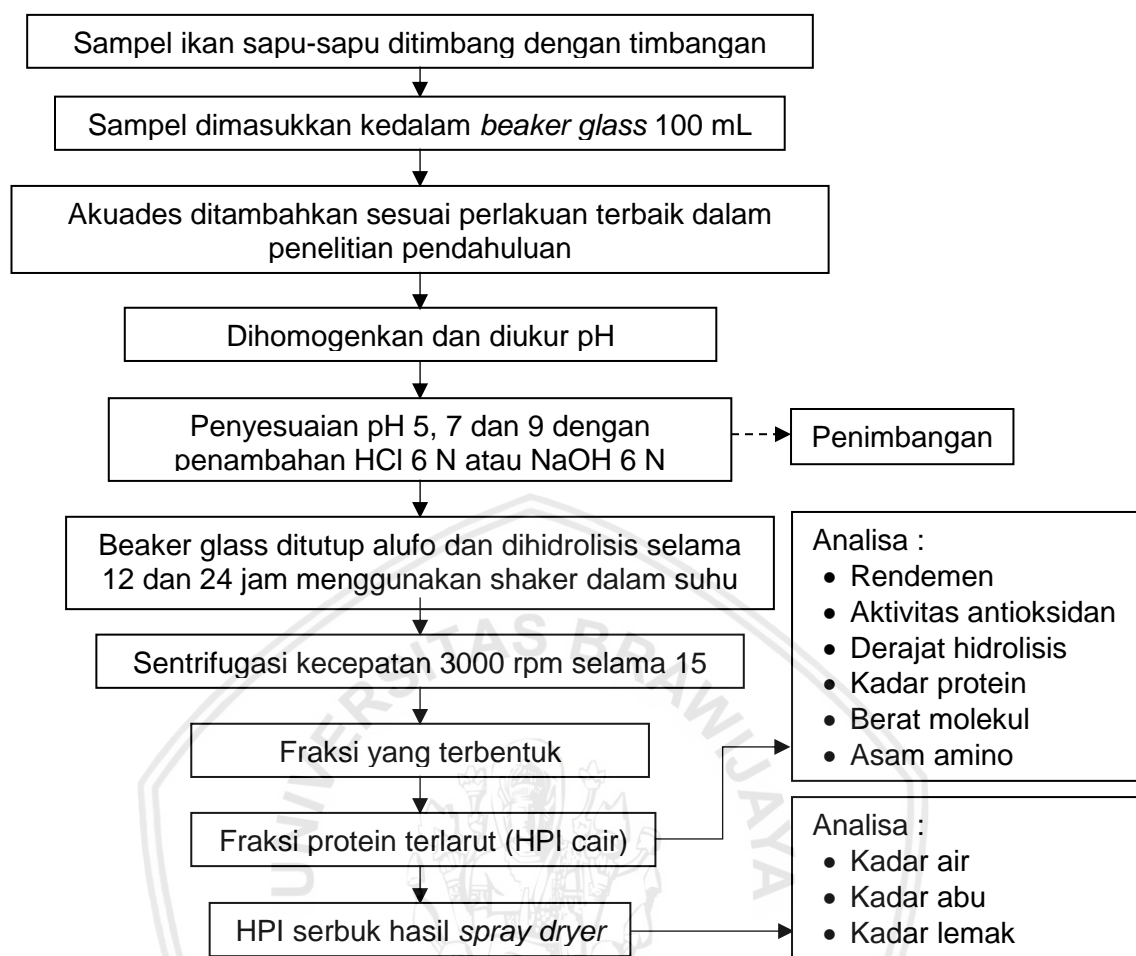 Sampel ikan sapu-sapu ditimbang dengan timbangan
Sampel dimasukkan kedalam beaker glass 100 mL
Akuades ditambahkan sesuai perlakuan terbaik dalam
penelitian pendahuluan
Dihomogenkan dan diukur pH
Penyesuaian pH 5, 7 dan 9 dengan
penambahan HCl 6 N atau NaOH 6 N
Penimbangan
Beaker glass ditutup alufo dan dihidrolisis selama
12 dan 24 jam menggunakan shaker dalam suhu
Sentrifugasi kecepatan 3000 rpm selama 15
Fraksi yang terbentuk
Fraksi protein terlarut (HPI cair)
HPI serbuk hasil spray dryer
Analisa :
• Rendemen
• Aktivitas antioksidan
• Derajat hidrolisis
• Kadar protein
• Berat molekul
• Asam amino
Analisa :
• Kadar air
• Kadar abu
• Kadar lemak
UNIVERSITAS BRAWIJAYA